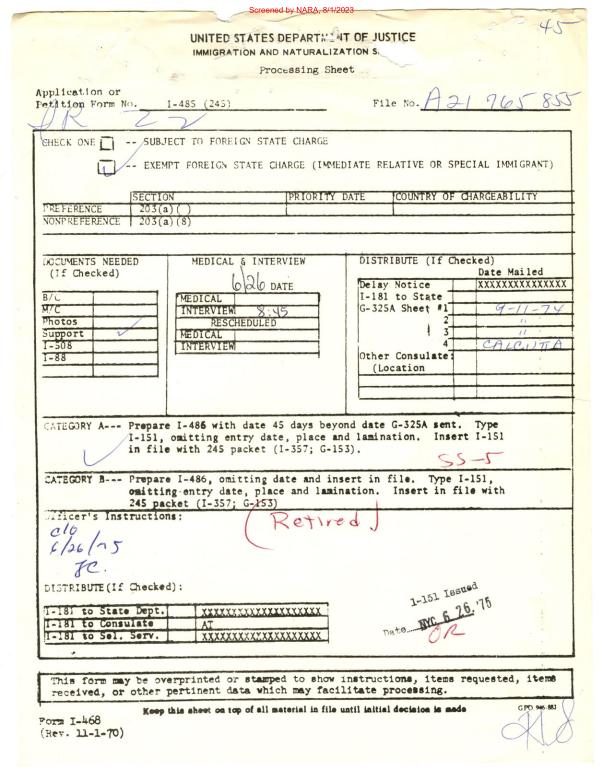 Screened by NARA, 8/1/2023
45
UNITED STATES DEPARTMENT OF JUSTICE
IMMIGRATION AND NATURALIZATION S.
Processing Sheet
Application or
Petition Form No. I-485 (245) File No. A21 765 855
CHECK ONE -- SUBJECT TO FOREIGN STATE CHARGE
-- EXEMPT FOREIGN STATE CHARGE (IMMEDIATE RELATIVE OR SPECIAL IMMIGRANT)
SECTION PRIORITY DATE COUNTRY OF CHARGEABILITY
PREFERENCE 203(a)( )
NONPREFERENCE 203(a)(8)
DOCUMENTS NEEDED MEDICAL & INTERVIEW DISTRIBUTE (If Checked)
(If Checked) 6/26 DATE Date Mailed
Delay Notice XXXXXXXXXXXXXXX
B/C MEDICAL I-181 to State
M/C INTERVIEW 8:45 G-325A Sheet #1 9-11-74
Photos RESCHEDULED 2 "
Support ✓ MEDICAL 3 "
I-508 INTERVIEW 4 CALCUTTA
I-88 Other Consulate:
(Location
CATEGORY A--- Prepare I-486 with date 45 days beyond date G-325A sent. Type
I-151, omitting entry date, place and lamination. Insert I-151
in file with 245 packet (I-357; G-153).
SS-5
CATEGORY B--- Prepare I-486, omitting date and insert in file. Type I-151,
omitting entry date, place and lamination. Insert in file with
245 packet (I-357; G-153)
Officer's Instructions: (Retired)
6/26/75
DISTRIBUTE(If Checked):
I-181 to State Dept. XXXXXXXXXXXXXXXXXXXX
I-181 to Consulate AT
I-181 to Sel. Serv. XXXXXXXXXXXXXXXXXXXX
1-151 Issued
Date NYC 6 26 '75
OR
This form may be overprinted or stamped to show instructions, items requested, items
received, or other pertinent data which may facilitate processing.
Keep this sheet on top of all material in file until initial decision is made
GPO 946-883
Form I-468
(Rev. 11-1-70)